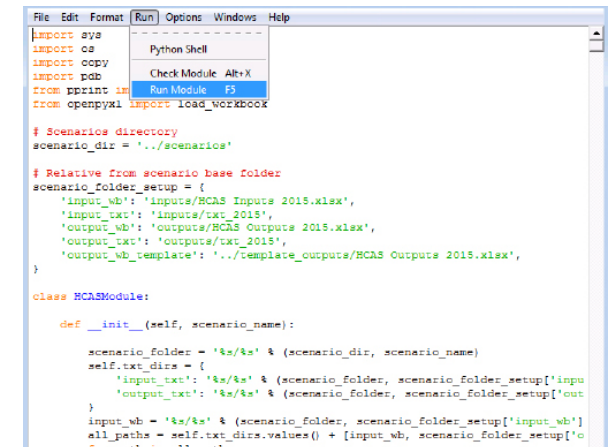 File Edit Format Run Options Windows Help
import sys
import os
Python Shell
import copy
import pdb
Check Module Alt+X
from pprint im
Run Module F5
from openpyxl import load_workbook
# Scenarios directory
scenario_dir = '../scenarios'
# Relative from scenario base folder
scenario_folder_setup = {
'input_wb': 'inputs/HCAS Inputs 2015.xlsx',
'input_txt': 'inputs/txt_2015',
'output_wb': 'outputs/HCAS Outputs 2015.xlsx',
'output_txt': 'outputs/txt_2015',
'output_wb_template': '../template_outputs/HCAS Outputs 2015.xlsx',
}
class HCASModule:
def __init__(self, scenario_name):
scenario_folder = '%s/%s' % (scenario_dir, scenario_name)
self.txt_dirs = {
'input_txt': '%s/%s' % (scenario_folder, scenario_folder_setup['inpu
'output_txt': '%s/%s' % (scenario_folder, scenario_folder_setup['out
}
input_wb = '%s/%s' % (scenario_folder, scenario_folder_setup['input_wb']
all_paths = self.txt_dirs.values() + [input_wb, scenario_folder_setup['o